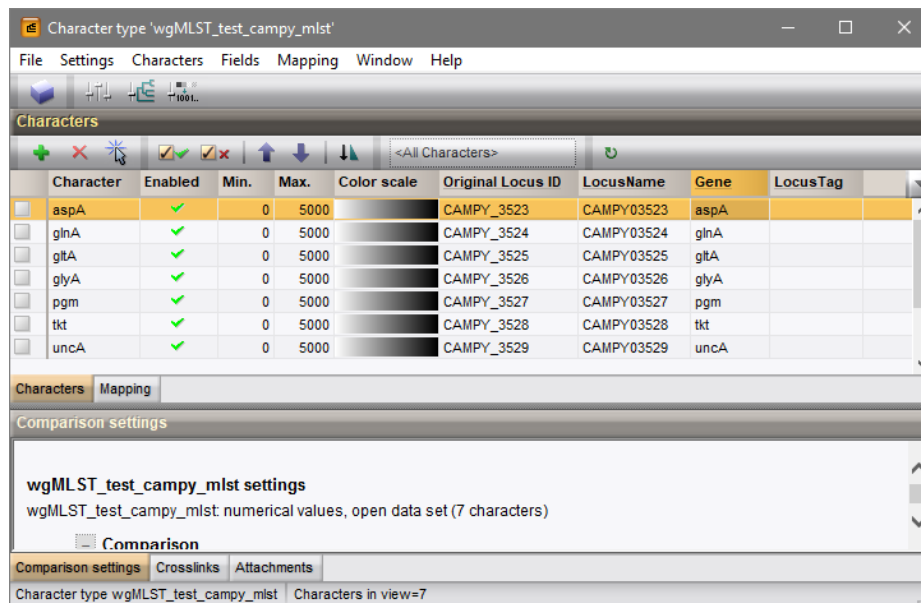 Character type 'wgMLST_test_campy_mlst'
File Settings Characters Fields Mapping Window Help
Characters
<All Characters>
Character Enabled Min. Max. Color scale Original Locus ID LocusName Gene LocusTag
aspA 0 5000 CAMPY_3523 CAMPY03523 aspA
glnA 0 5000 CAMPY_3524 CAMPY03524 glnA
gltA 0 5000 CAMPY_3525 CAMPY03525 gltA
glyA 0 5000 CAMPY_3526 CAMPY03526 glyA
pgm 0 5000 CAMPY_3527 CAMPY03527 pgm
tkt 0 5000 CAMPY_3528 CAMPY03528 tkt
uncA 0 5000 CAMPY_3529 CAMPY03529 uncA
Characters Mapping
Comparison settings
wgMLST_test_campy_mlst settings
wgMLST_test_campy_mlst: numerical values, open data set (7 characters)
Comparison
Comparison settings Crosslinks Attachments
Character type wgMLST_test_campy_mlst Characters in view=7